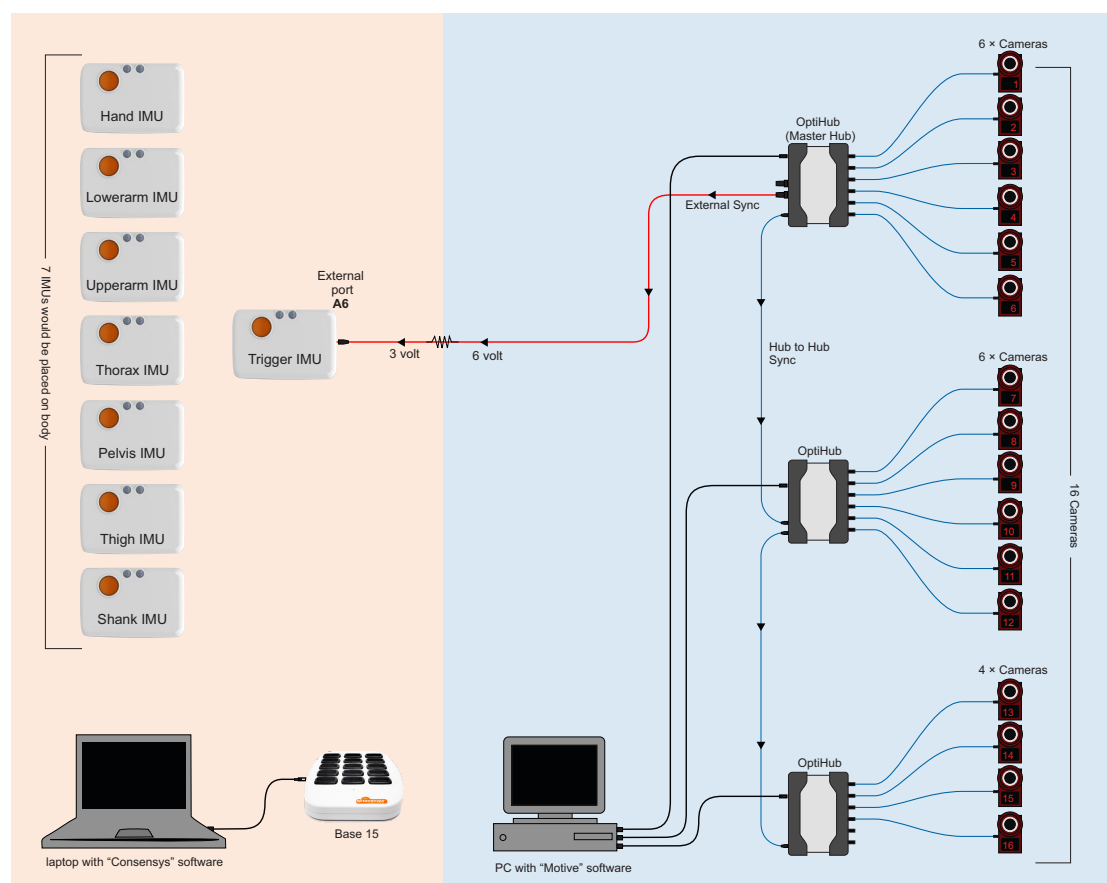 7 IMUs would be placed on body
Hand IMU
Lowerarm IMU
Upperarm IMU
Thorax IMU
Pelvis IMU
Thigh IMU
Shank IMU
External
port
A6
Trigger IMU
3 volt
6 volt
External Sync
OptiHub
(Master Hub)
Hub to Hub
Sync
OptiHub
OptiHub
6 × Cameras
1
2
3
4
5
6
6 × Cameras
7
8
9
10
11
12
4 × Cameras
13
14
15
16
16 Cameras
Base 15
laptop with “Consensys” software
PC with “Motive” software